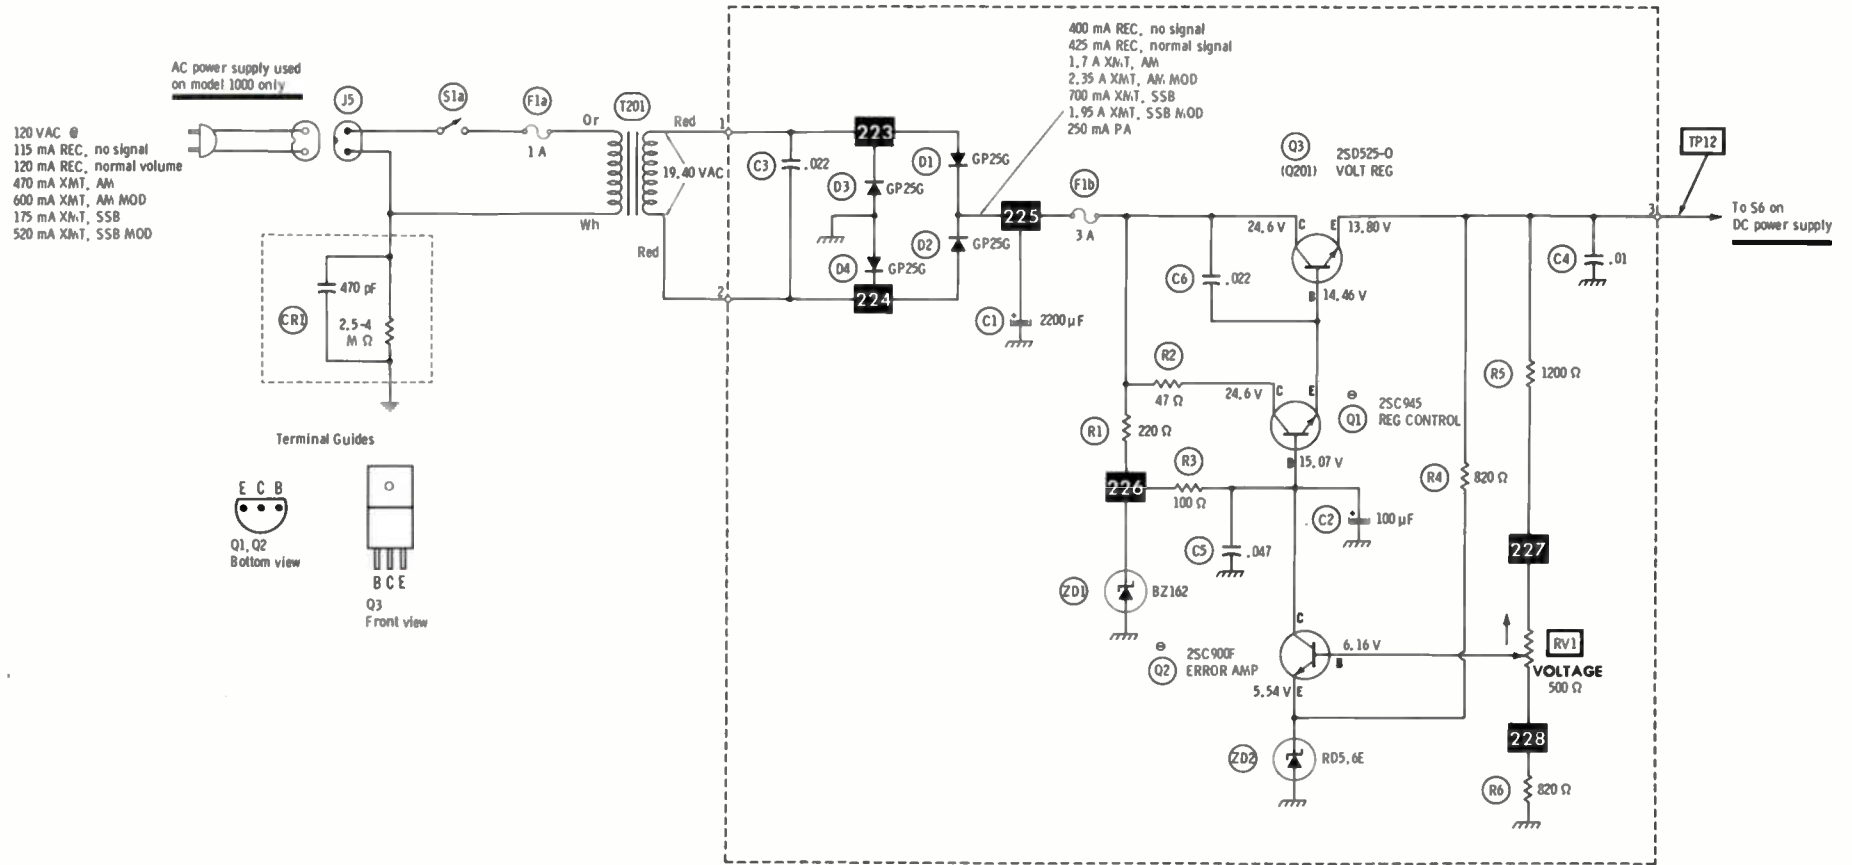 AC power supply used
on model 1000 only
120 VAC @
115 mA REC, no signal
120 mA REC, normal volume
470 mA XMT, AM
600 mA XMT, AM MOD
175 mA XMT, SSB
520 mA XMT, SSB MOD
J5
S1a
F1a
1 A
T201
Or
Wh
Red
Red
19.40 VAC
1
2
CR1
470 pF
2.5-4
M Ω
Terminal Guides
E C B
Q1, Q2
Bottom view
B C E
Q3
Front view
C3
.022
223
D3
GP25G
D1
GP25G
D4
GP25G
D2
GP25G
224
225
400 mA REC, no signal
425 mA REC, normal signal
1.7 A XMT, AM
2.35 A XMT, AM MOD
700 mA XMT, SSB
1.95 A XMT, SSB MOD
250 mA PA
F1b
3 A
C1
+
2200 µF
Q3
(Q201)
2SD525-O
VOLT REG
24.6 V
C
E
13.80 V
B
14.46 V
C6
.022
R2
47 Ω
24.6 V
C
E
Q1
2SC945
REG CONTROL
B
15.07 V
R1
220 Ω
226
R3
100 Ω
C5
.047
C2
+
100 µF
ZD1
BZ162
Q2
2SC900F
ERROR AMP
C
6.16 V
B
5.54 V
E
ZD2
RD5.6E
R4
820 Ω
R5
1200 Ω
227
RV1
VOLTAGE
500 Ω
228
R6
820 Ω
C4
.01
3
TP12
To S6 on
DC power supply